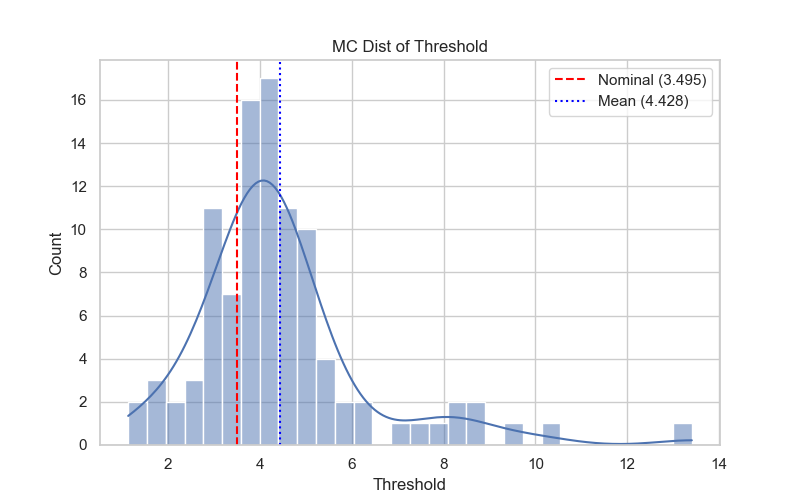 MC Dist of Threshold
Nominal (3.495)
Mean (4.428)
Count
16
14
12
10
8
6
4
2
0
2 4 6 8 10 12 14
Threshold